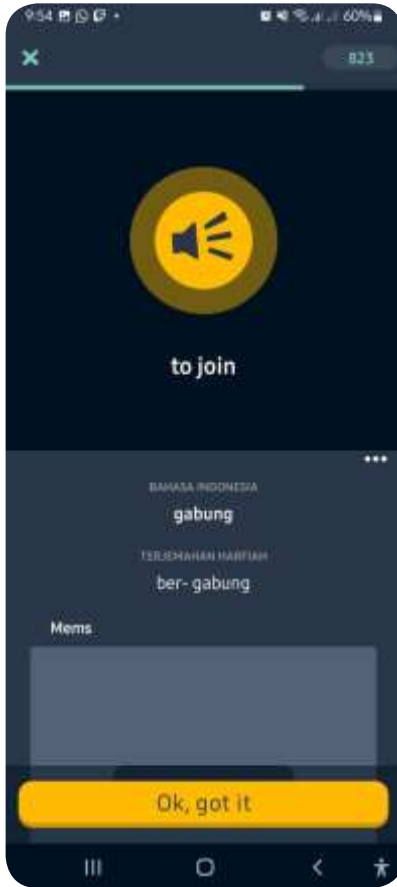 9:54
60%
823
to join
BAHASA INDONESIA
gabung
TERJEMAHAN HARFIAH
ber- gabung
Mems
Ok, got it